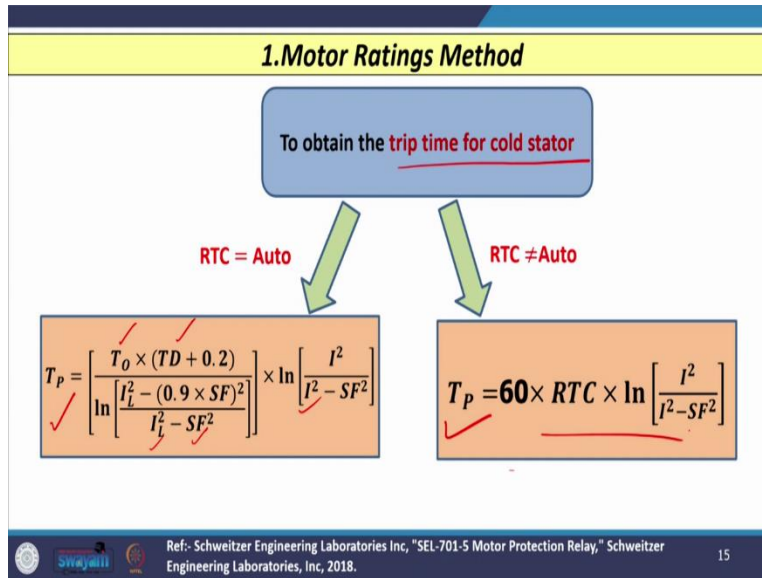 1.Motor Ratings Method
To obtain the trip time for cold stator
RTC = Auto
RTC ≠Auto
T_P = [T_O × (TD + 0.2) / ln[(I_L^2 − (0.9 × SF)^2) / (I_L^2 − SF^2)]] × ln[I^2 / (I^2 − SF^2)]
T_P =60× RTC × ln[I^2 / (I^2−SF^2)]
swayam
Ref:- Schweitzer Engineering Laboratories Inc, "SEL-701-5 Motor Protection Relay," Schweitzer
Engineering Laboratories, Inc, 2018.
15